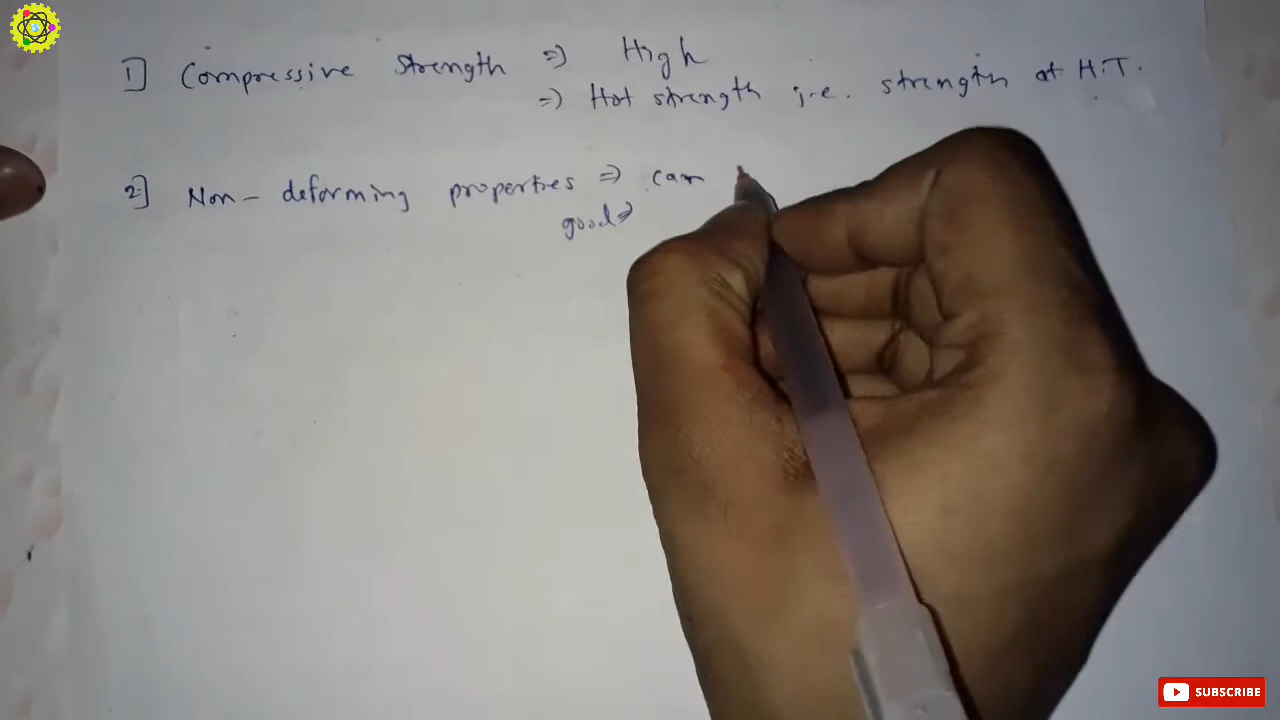 1] Compressive Strength => High
=> Hot strength i.e. strength at H.T.
2] Non-deforming properties => can
good =>
SUBSCRIBE